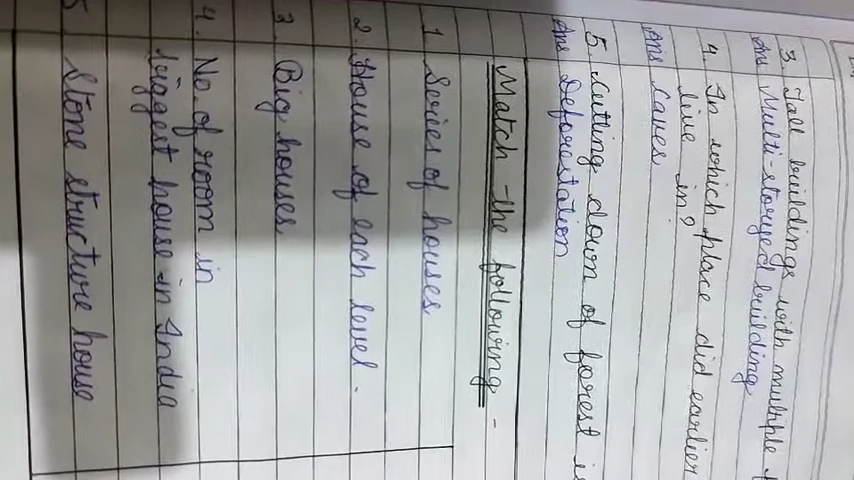 3. Tall buildings with multiple
Ans Multi-storyed building
4. In which place did earlier
live in?
Ans Caves
5. Cutting down of forest is
Ans Deforestation
Match the following -
1. Series of houses
2. House of each level -
3. Big houses
4. No. of room in
biggest house in India
5. Stone structure house